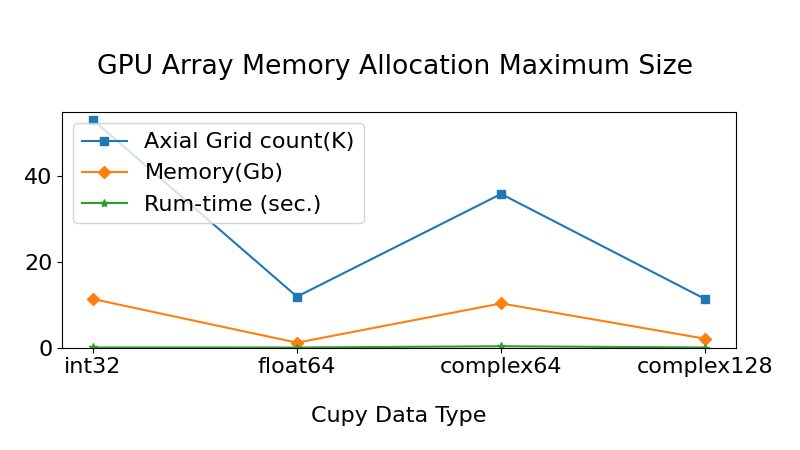 GPU Array Memory Allocation Maximum Size
Axial Grid count(K)
Memory(Gb)
Rum-time (sec.)
40
20
0
int32 float64 complex64 complex128
Cupy Data Type